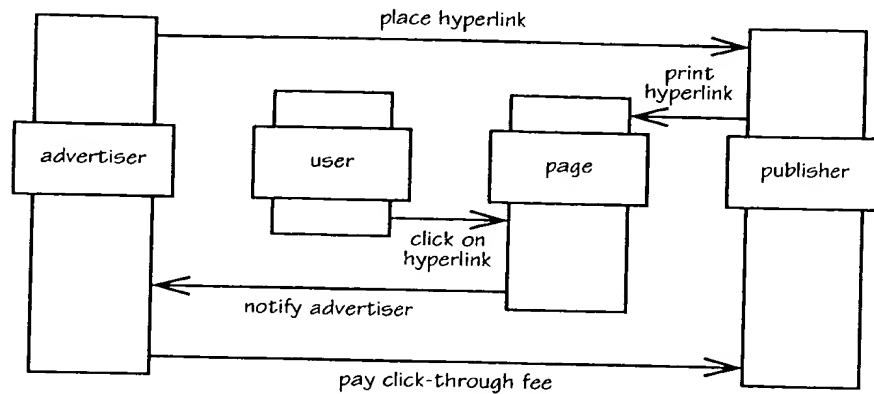 place hyperlink
print
hyperlink
advertiser
user
page
publisher
click on
hyperlink
notify advertiser
pay click-through fee